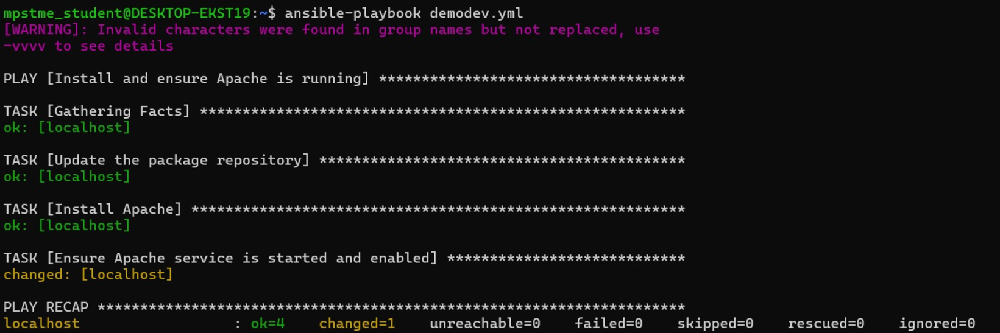 mpstme_student@DESKTOP-EKST19:~$ ansible-playbook demodev.yml
[WARNING]: Invalid characters were found in group names but not replaced, use
-vvvv to see details
PLAY [Install and ensure Apache is running] ************************************
TASK [Gathering Facts] *********************************************************
ok: [localhost]
TASK [Update the package repository] *******************************************
ok: [localhost]
TASK [Install Apache] **********************************************************
ok: [localhost]
TASK [Ensure Apache service is started and enabled] ****************************
changed: [localhost]
PLAY RECAP *********************************************************************
localhost                  : ok=4    changed=1    unreachable=0    failed=0    skipped=0    rescued=0    ignored=0